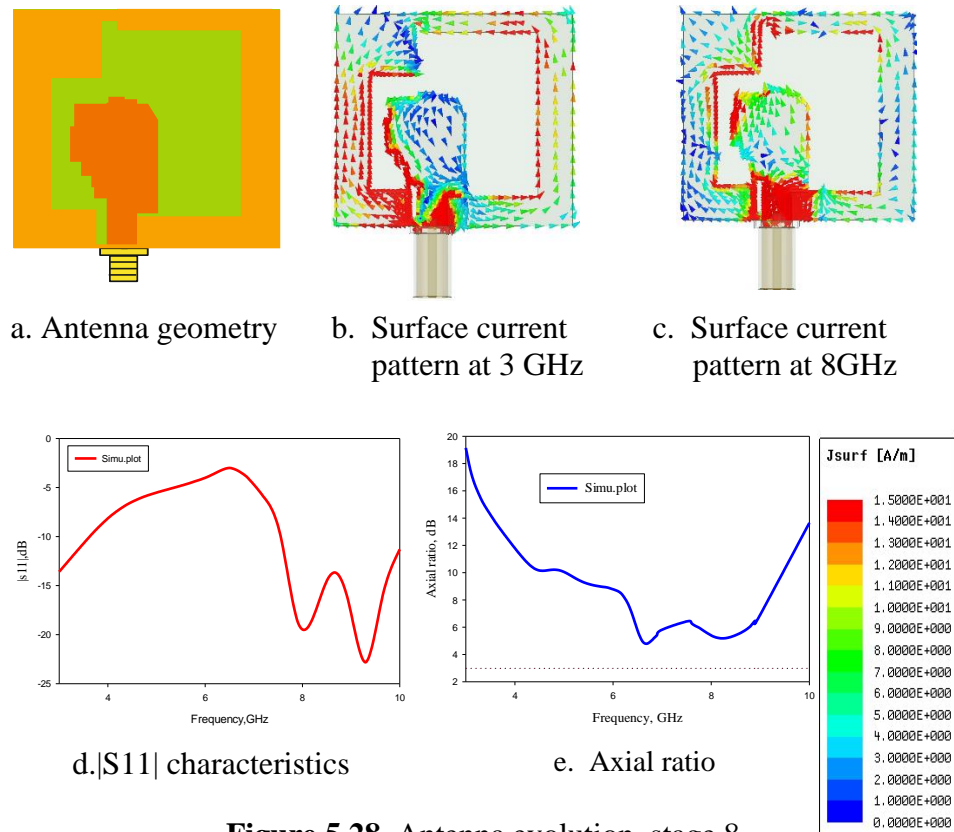 a. Antenna geometry
b. Surface current
pattern at 3 GHz
c. Surface current
pattern at 8GHz
0
-5
-10
-15
-20
-25
|s11|,dB
Simu.plot
4
6
8
10
Frequency,GHz
d.|S11| characteristics
20
18
16
14
12
10
8
6
4
2
Axial ratio, dB
Simu.plot
4
6
8
10
Frequency, GHz
e. Axial ratio
Jsurf [A/m]
1.5000E+001
1.4000E+001
1.3000E+001
1.2000E+001
1.1000E+001
1.0000E+001
9.0000E+000
8.0000E+000
7.0000E+000
6.0000E+000
5.0000E+000
4.0000E+000
3.0000E+000
2.0000E+000
1.0000E+000
0.0000E+000
Figure 5.28 Antenna evolution, stage 8